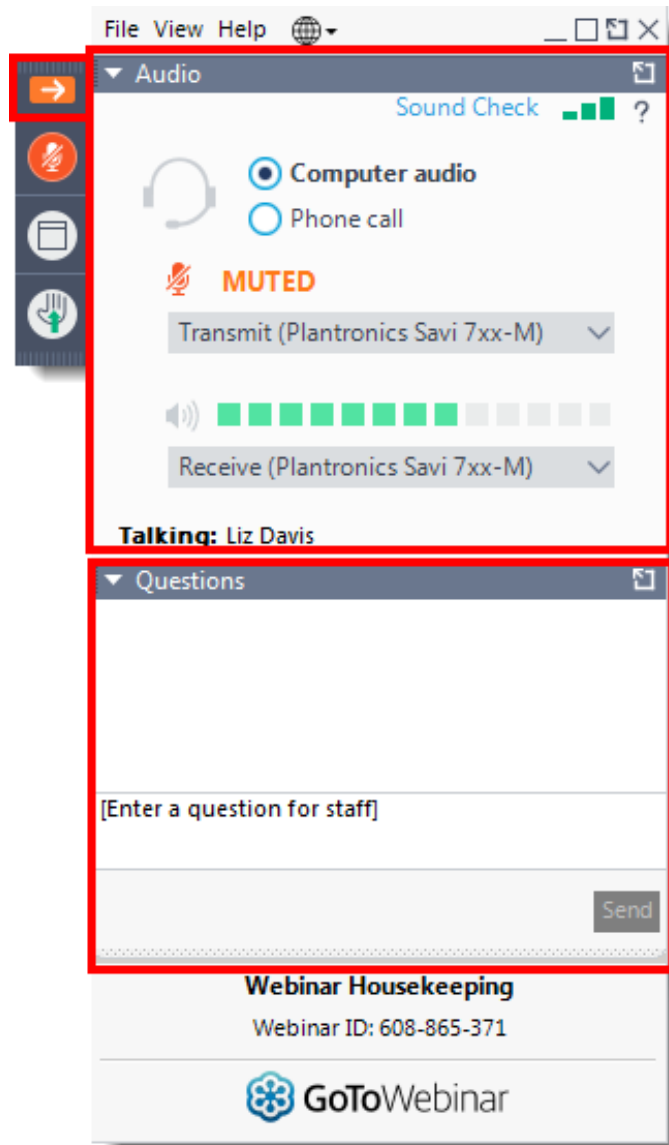 File View Help
Audio
Sound Check ?
Computer audio
Phone call
MUTED
Transmit (Plantronics Savi 7xx-M)
Receive (Plantronics Savi 7xx-M)
Talking: Liz Davis
Questions
[Enter a question for staff]
Send
Webinar Housekeeping
Webinar ID: 608-865-371
GoToWebinar